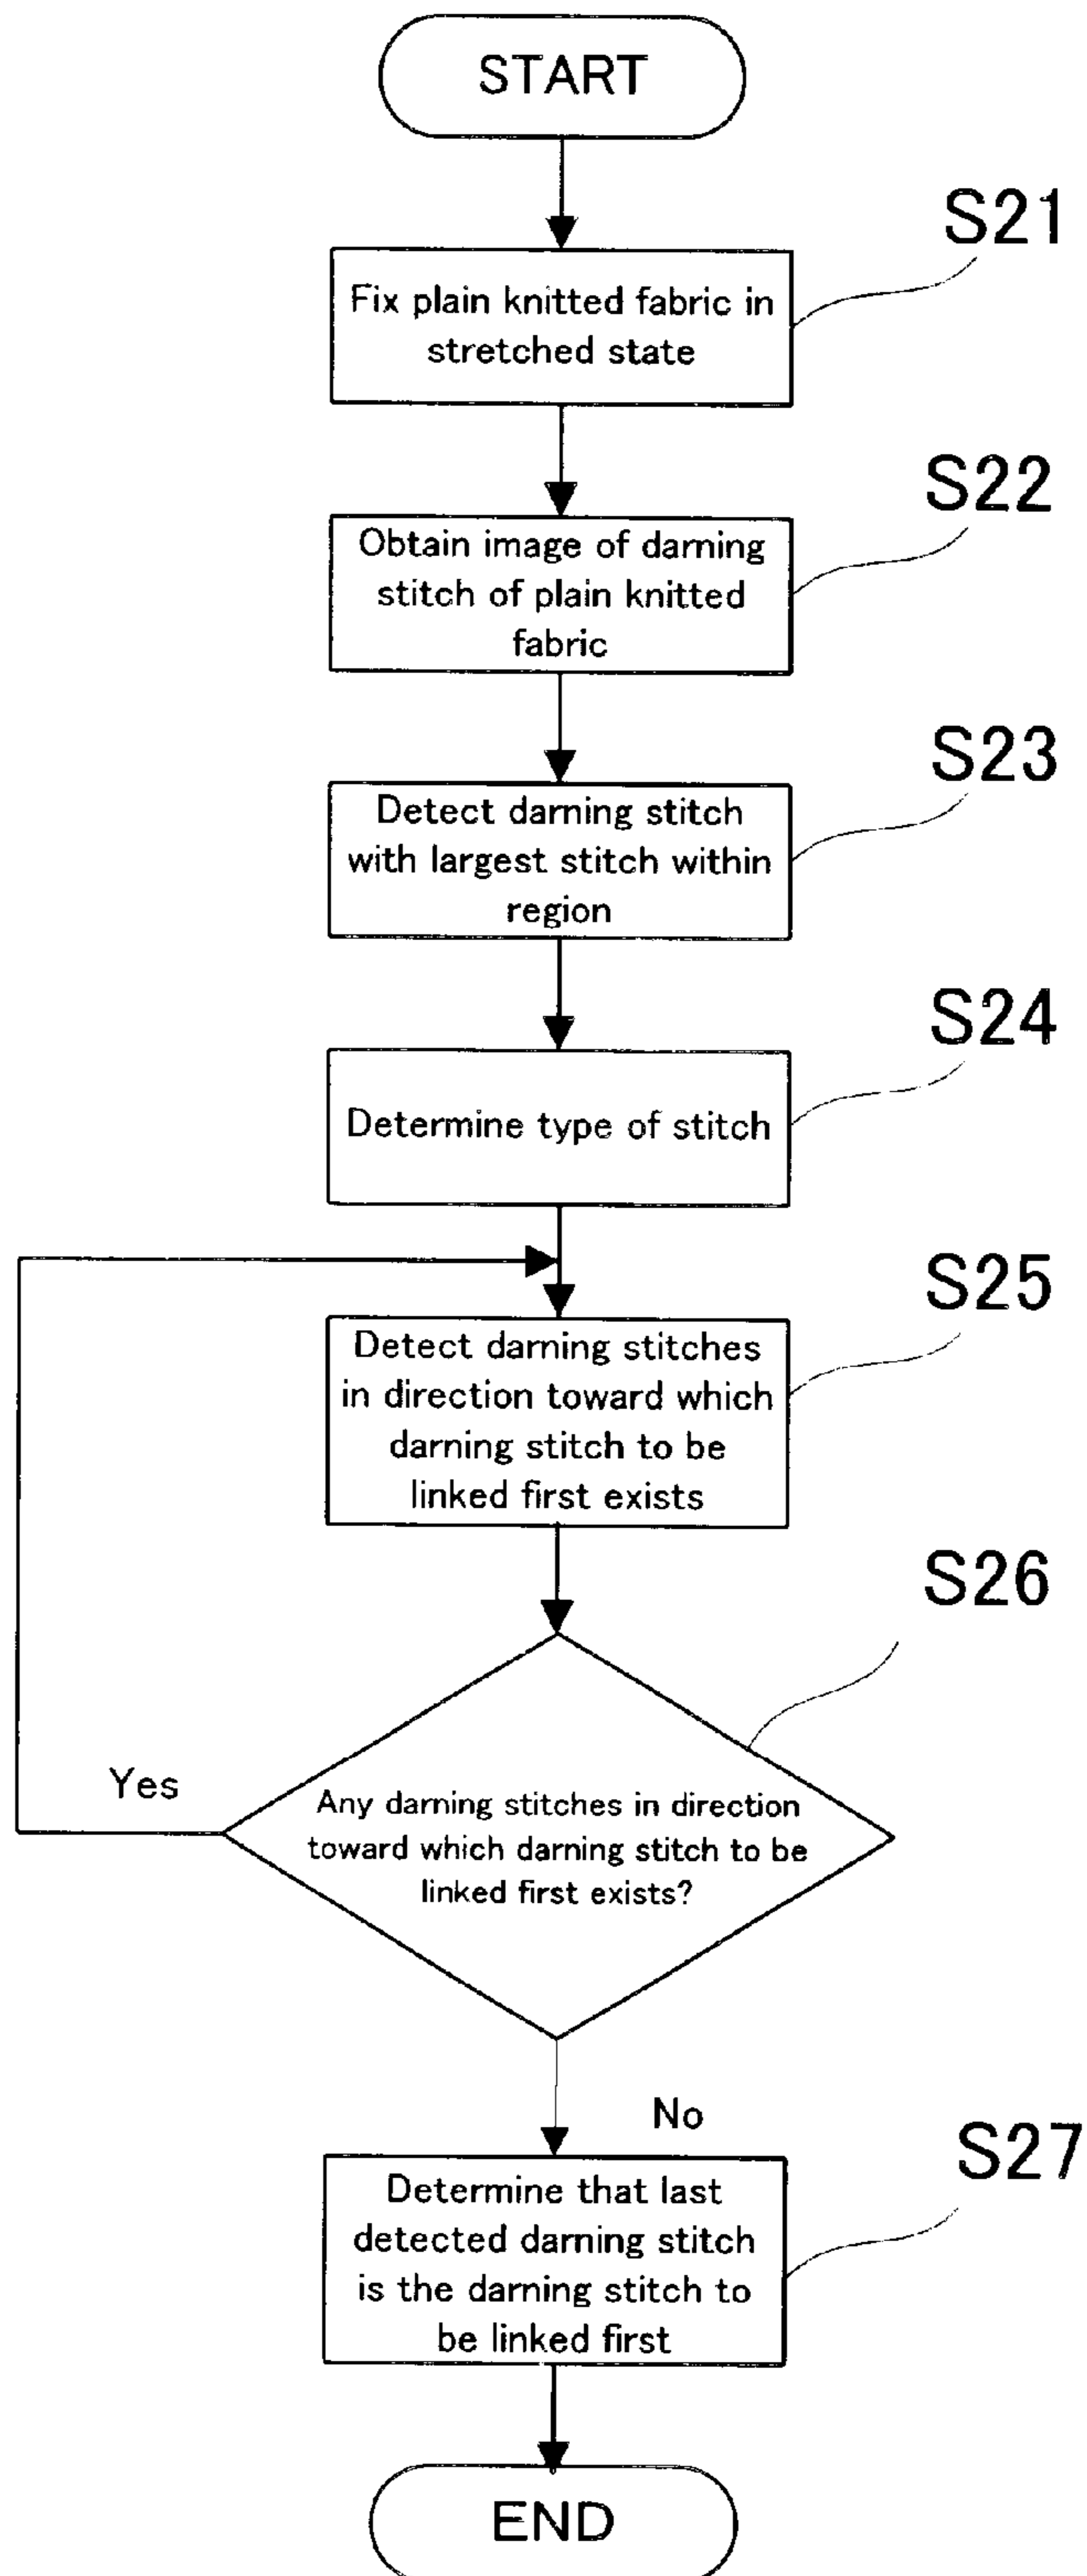 START
S21
Fix plain knitted fabric in
stretched state
S22
Obtain image of darning
stitch of plain knitted
fabric
S23
Detect darning stitch
with largest stitch within
region
S24
Determine type of stitch
S25
Detect darning stitches
in direction toward which
darning stitch to be
linked first exists
S26
Yes
Any darning stitches in direction
toward which darning stitch to be
linked first exists?
No
S27
Determine that last
detected darning stitch
is the darning stitch to
be linked first
END